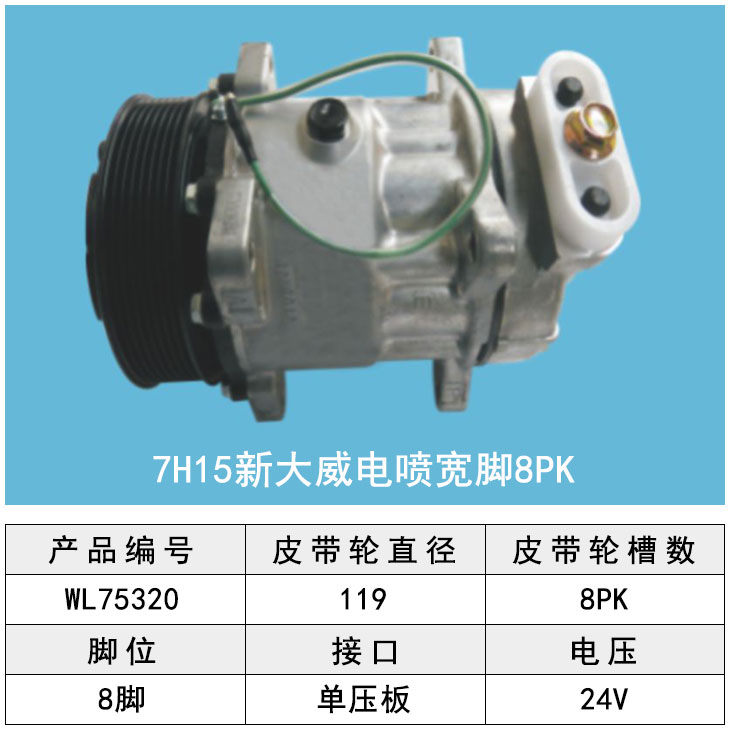 7H15新大威电喷宽脚8PK
产品编号 皮带轮直径 皮带轮槽数
WL75320 119 8PK
脚位 接口 电压
8脚 单压板 24V